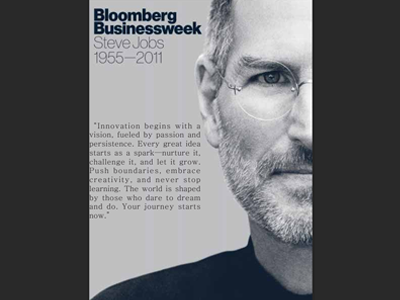 Bloomberg
Businessweek
Steve Jobs
1955—2011
"Innovation begins with a
vision, fueled by passion and
persistence. Every great idea
starts as a spark—nurture it,
challenge it, and let it grow.
Push boundaries, embrace
creativity, and never stop
learning. The world is shaped
by those who dare to dream
and do. Your journey starts
now."